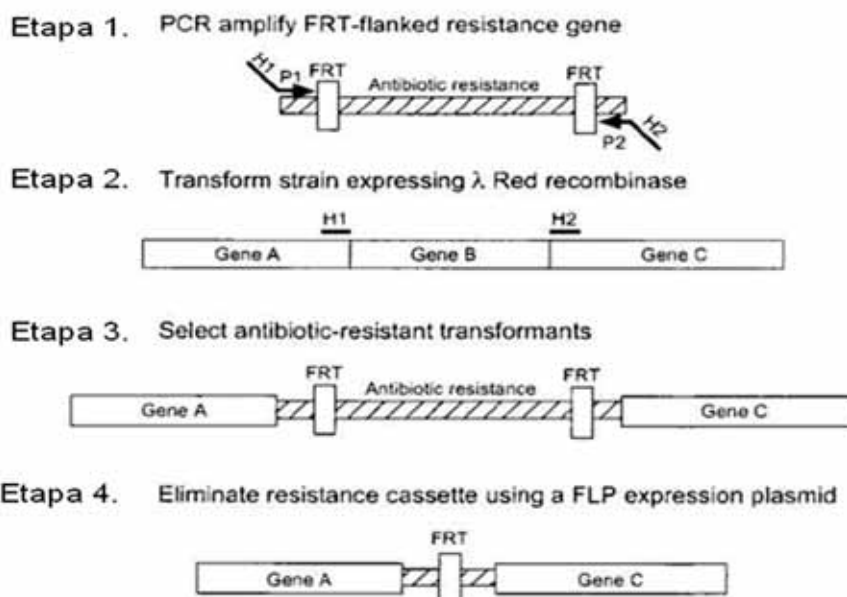 Etapa 1. PCR amplify FRT-flanked resistance gene
H1 P1 FRT Antibiotic resistance FRT
P2 H2
Etapa 2. Transform strain expressing λ Red recombinase
H1 H2
Gene A Gene B Gene C
Etapa 3. Select antibiotic-resistant transformants
FRT Antibiotic resistance FRT
Gene A Gene C
Etapa 4. Eliminate resistance cassette using a FLP expression plasmid
FRT
Gene A Gene C